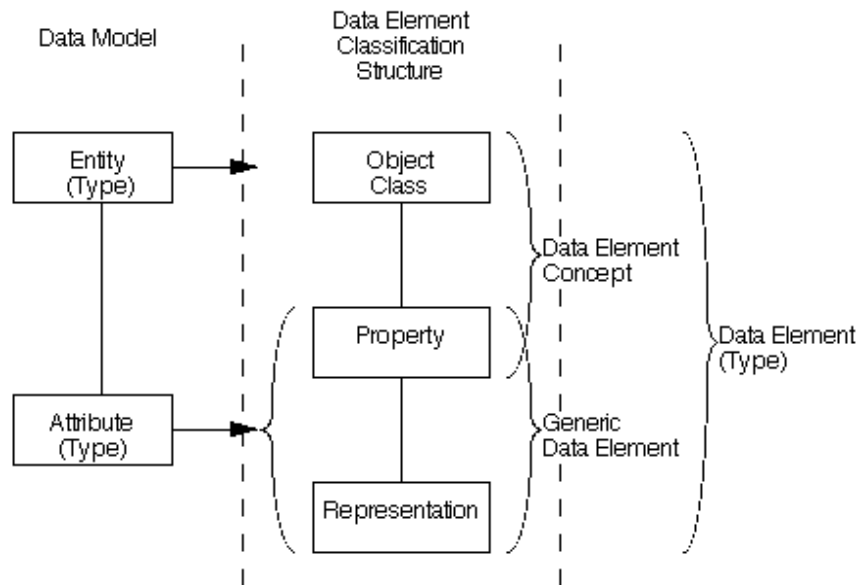 Data Model
Data Element
Classification
Structure
Entity
(Type)
Object
Class
Data Element
Concept
Property
Data Element
(Type)
Attribute
(Type)
Generic
Data Element
Representation